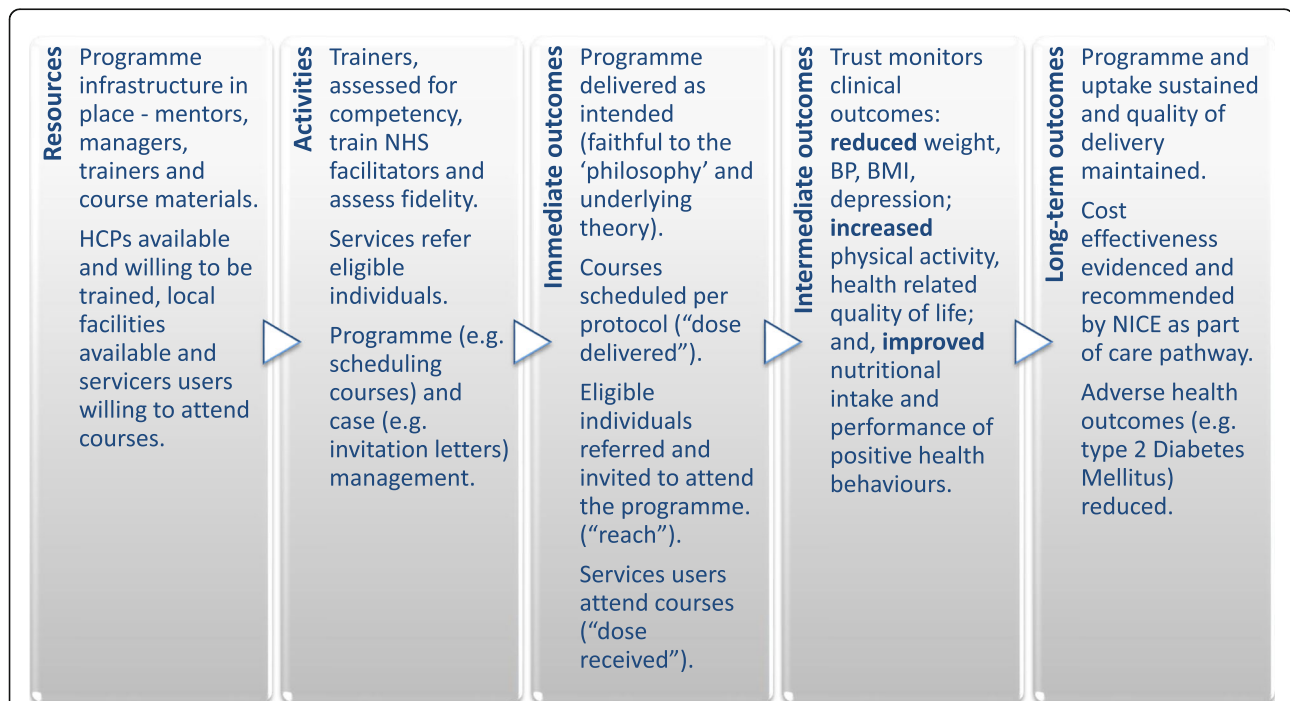 Resources
Programme
infrastructure in
place - mentors,
managers,
trainers and
course materials.
HCPs available
and willing to be
trained, local
facilities
available and
servicers users
willing to attend
courses.
Activities
Trainers,
assessed for
competency,
train NHS
facilitators and
assess fidelity.
Services refer
eligible
individuals.
Programme (e.g.
scheduling
courses) and
case (e.g.
invitation letters)
management.
Immediate outcomes
Programme
delivered as
intended
(faithful to the
‘philosophy’ and
underlying
theory).
Courses
scheduled per
protocol (“dose
delivered”).
Eligible
individuals
referred and
invited to attend
the programme.
(“reach”).
Services users
attend courses
(“dose
received”).
Intermediate outcomes
Trust monitors
clinical
outcomes:
reduced weight,
BP, BMI,
depression;
increased
physical activity,
health related
quality of life;
and, improved
nutritional
intake and
performance of
positive health
behaviours.
Long-term outcomes
Programme and
uptake sustained
and quality of
delivery
maintained.
Cost
effectiveness
evidenced and
recommended
by NICE as part
of care pathway.
Adverse health
outcomes (e.g.
type 2 Diabetes
Mellitus)
reduced.